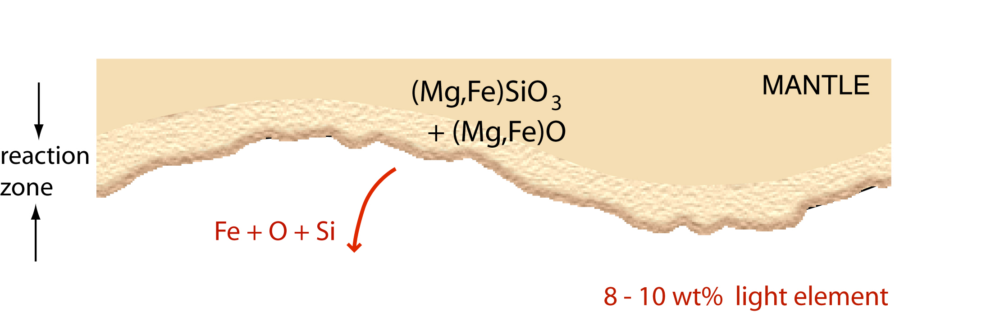 MANTLE
(Mg,Fe)SiO3
+ (Mg,Fe)O
reaction
zone
Fe + O + Si
8 - 10 wt% light element